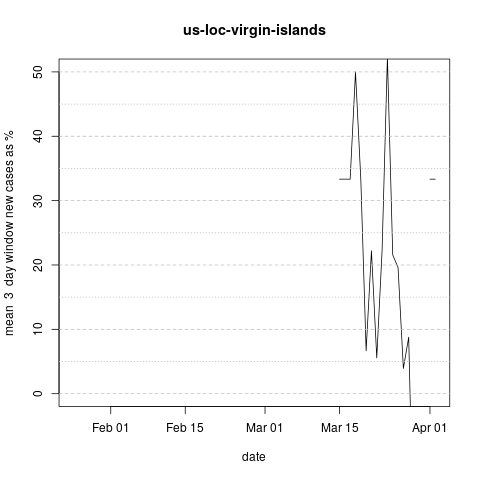 us-loc-virgin-islands
mean 3 day window new cases as %
50
40
30
20
10
0
Feb 01 Feb 15 Mar 01 Mar 15 Apr 01
date